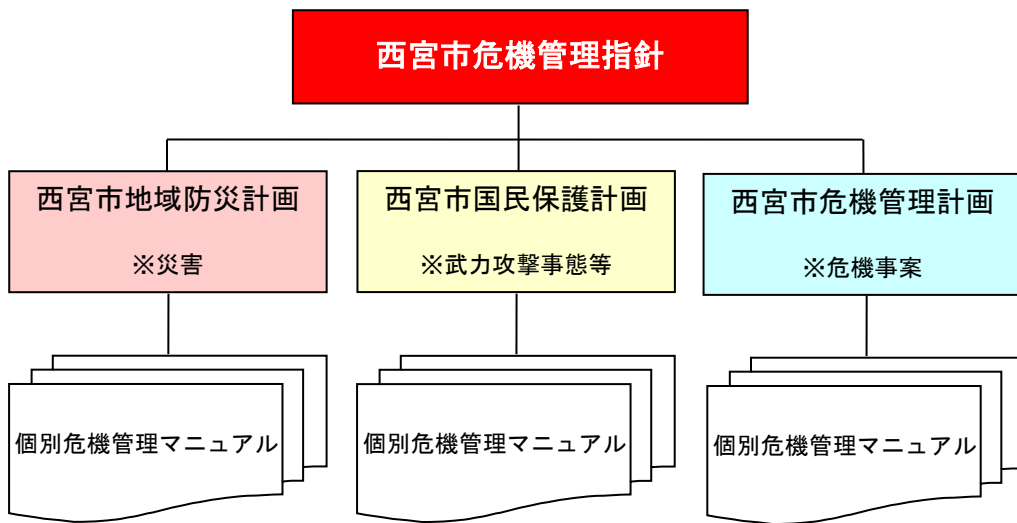 西宮市危機管理指針
西宮市地域防災計画
※災害
西宮市国民保護計画
※武力攻撃事態等
西宮市危機管理計画
※危機事案
個別危機管理マニュアル
個別危機管理マニュアル
個別危機管理マニュアル